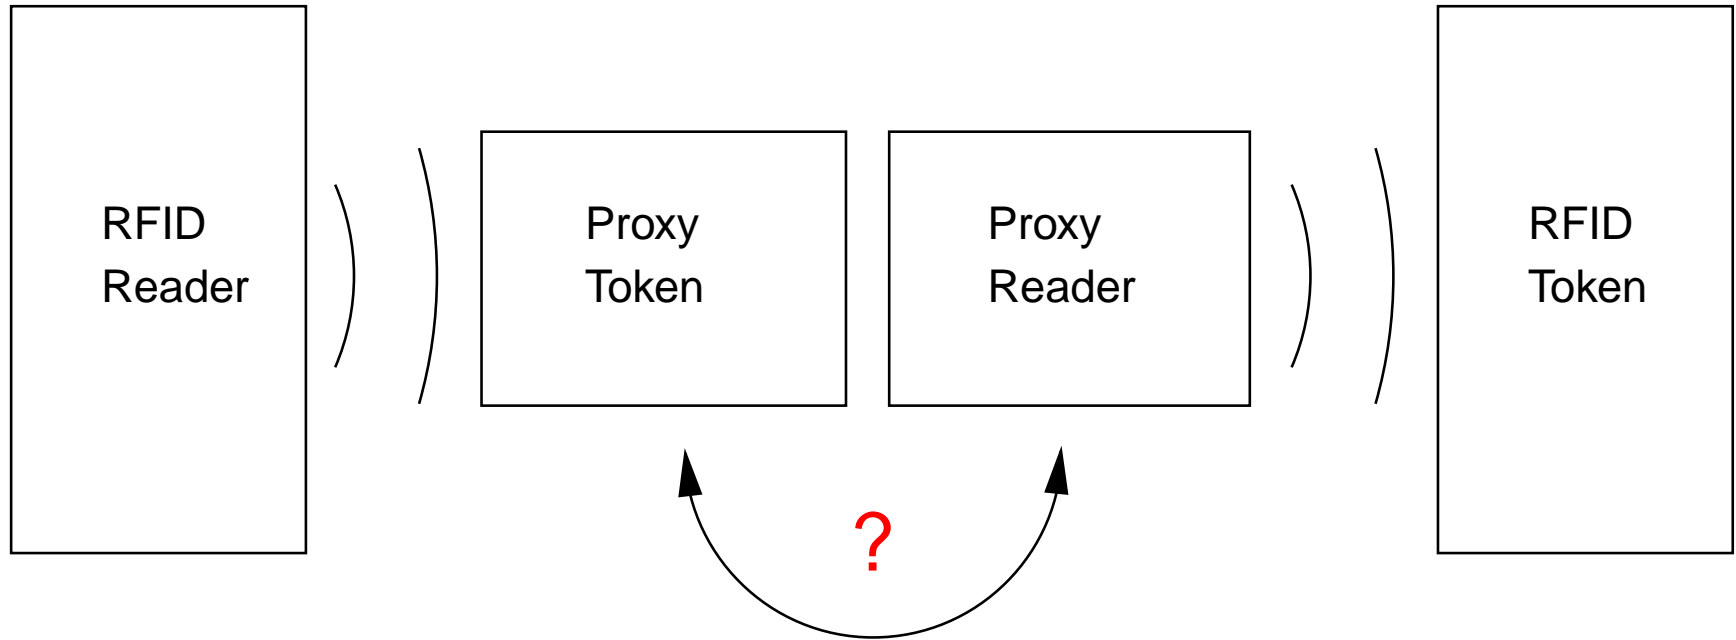 RFID
Reader
Proxy
Token
Proxy
Reader
RFID
Token
?